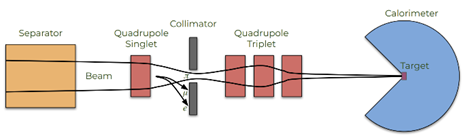 Separator
Quadrupole
Singlet
Collimator
Quadrupole
Triplet
Calorimeter
Beam
π
μ
e
Target